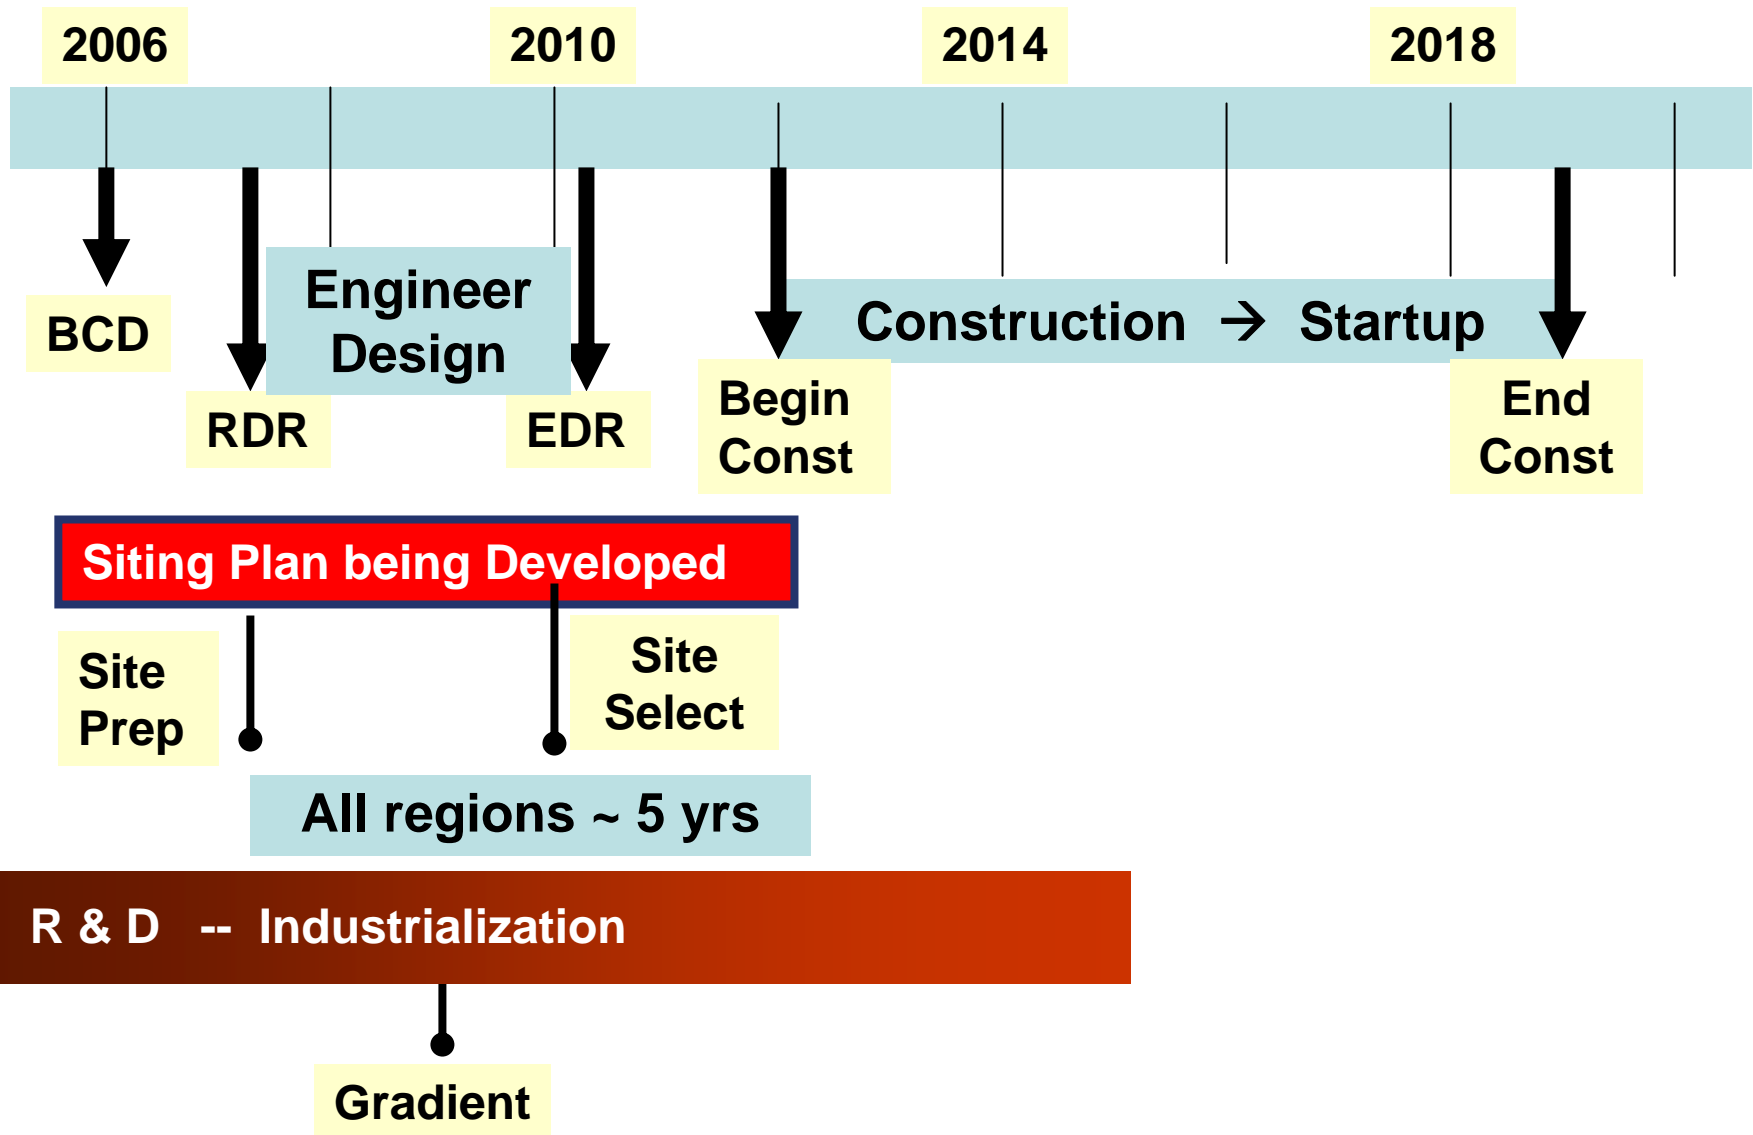 2006
2010
2014
2018
BCD
Engineer
Design
Construction → Startup
RDR
EDR
Begin
Const
End
Const
Siting Plan being Developed
Site
Prep
Site
Select
All regions ~ 5 yrs
R & D -- Industrialization
Gradient